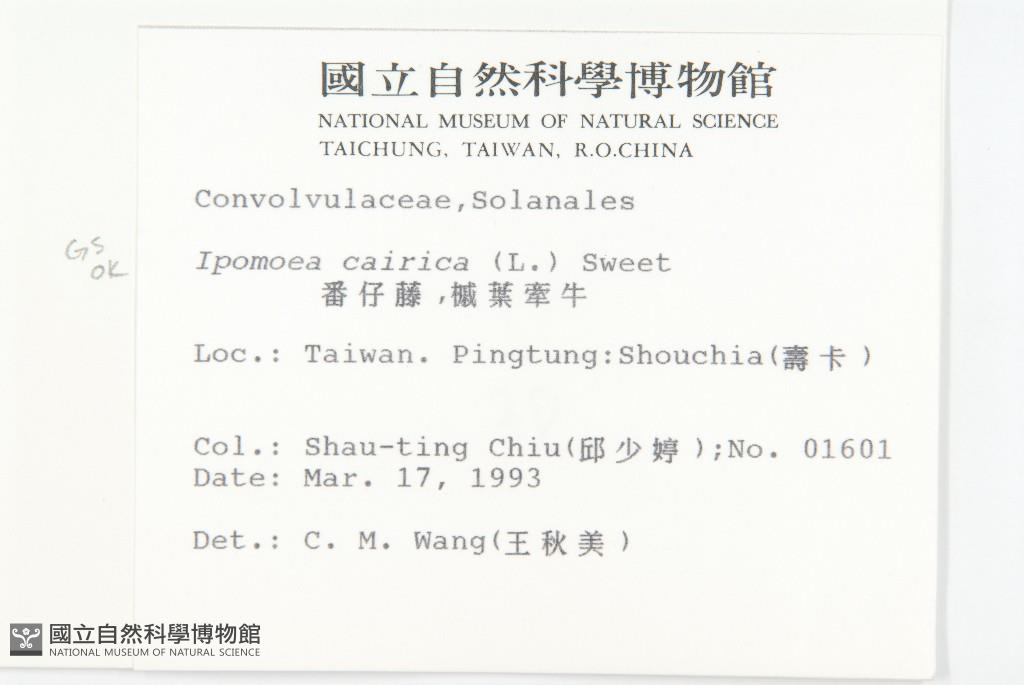 國立自然科學博物館
NATIONAL MUSEUM OF NATURAL SCIENCE
TAICHUNG, TAIWAN, R.O.CHINA
Convolvulaceae,Solanales
GS
OK
Ipomoea cairica (L.) Sweet
番仔藤,槭葉牽牛
Loc.: Taiwan. Pingtung:Shouchia(壽卡)
Col.: Shau-ting Chiu(邱少婷);No. 01601
Date: Mar. 17, 1993
Det.: C. M. Wang(王秋美)
國立自然科學博物館
NATIONAL MUSEUM OF NATURAL SCIENCE